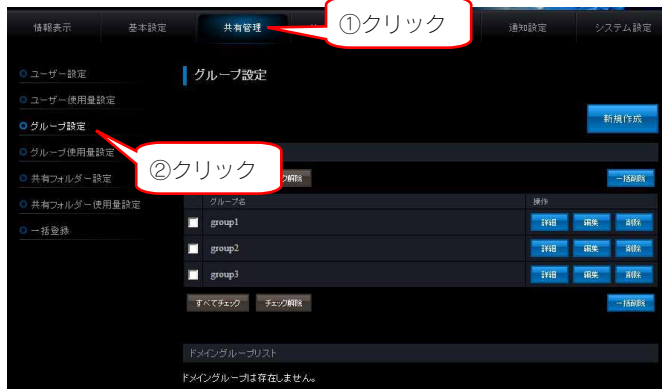 情報表示 基本設定 共有管理 ①クリック 通知設定 システム設定
ユーザー設定
グループ設定
ユーザー使用量設定
新規作成
グループ設定
グループ使用量設定
②クリック
共有フォルダー設定
チェック解除 一括削除
共有フォルダー使用量設定
グループ名 操作
一括登録
group1 詳細 編集 削除
group2 詳細 編集 削除
group3 詳細 編集 削除
すべてチェック チェック解除 一括削除
ドメイングループリスト
ドメイングループは存在しません。